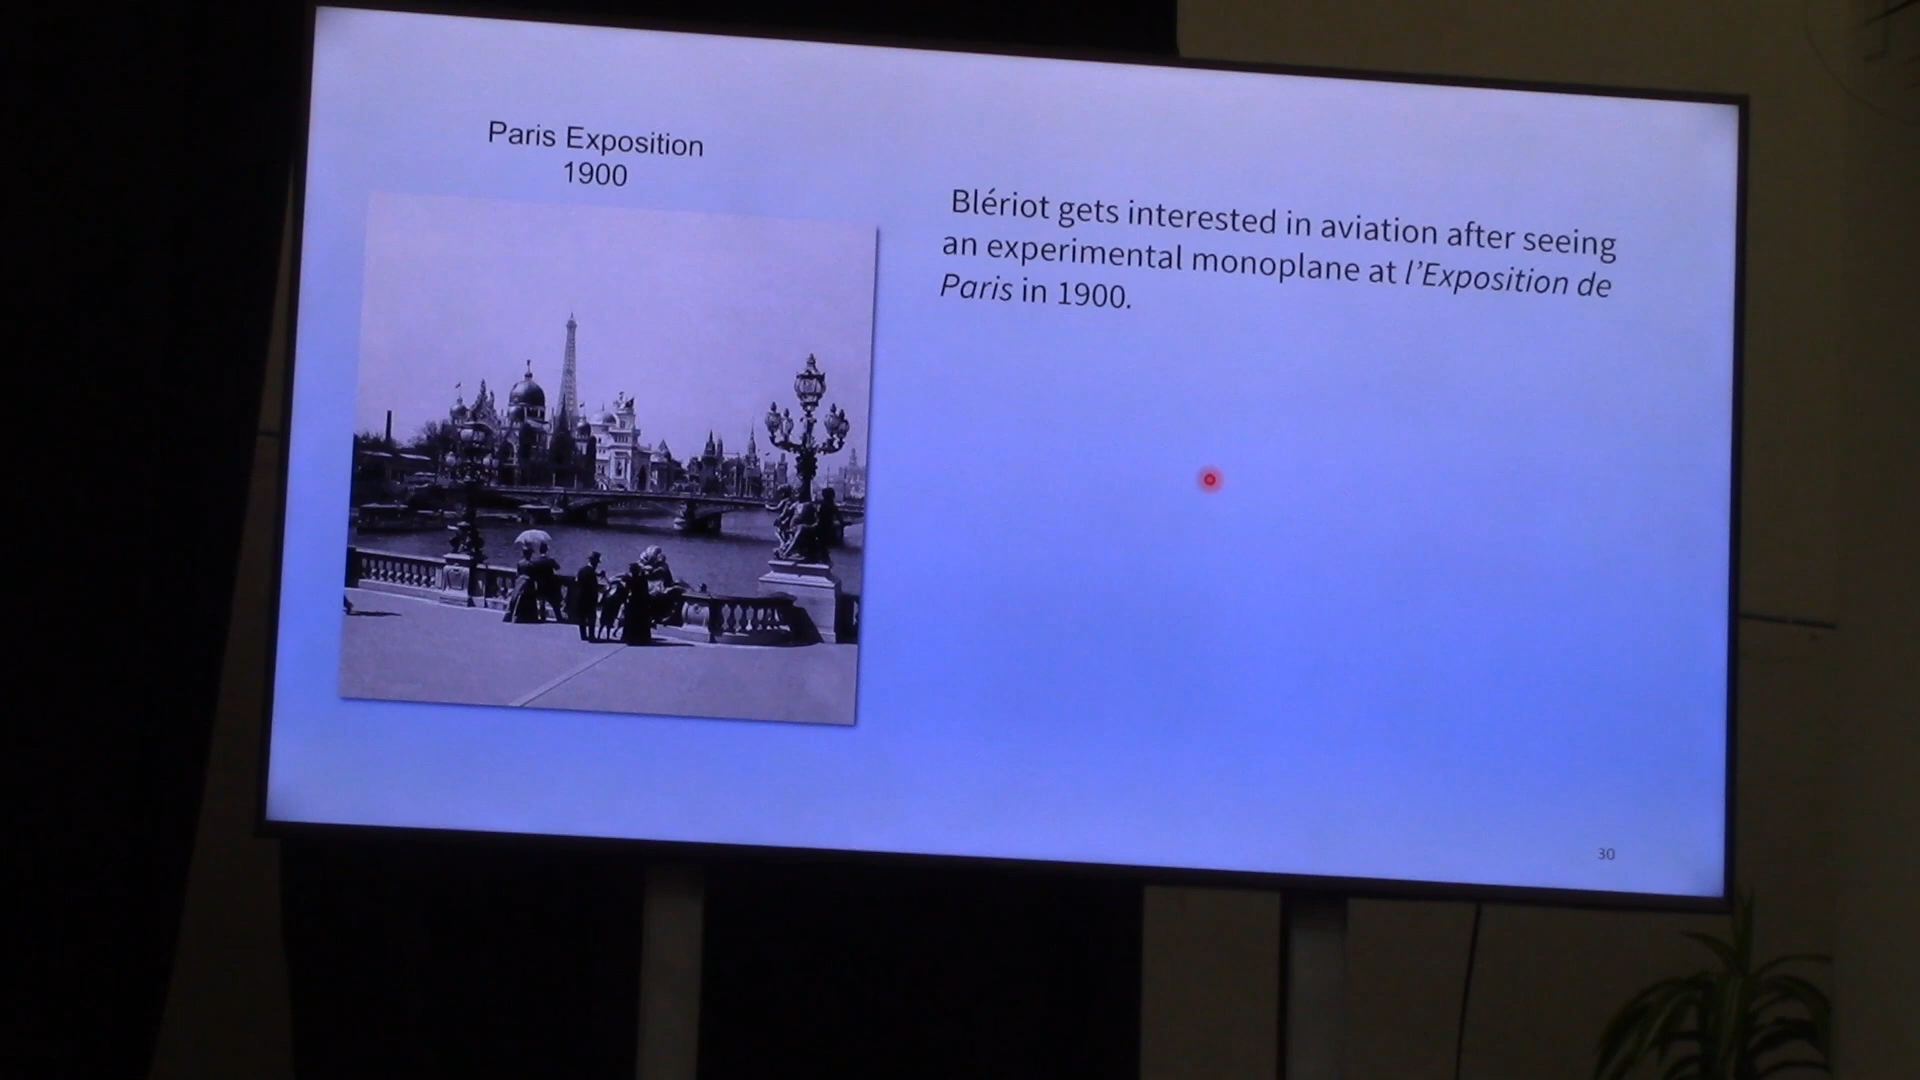 Paris Exposition
1900
Blériot gets interested in aviation after seeing
an experimental monoplane at l’Exposition de
Paris in 1900.
30